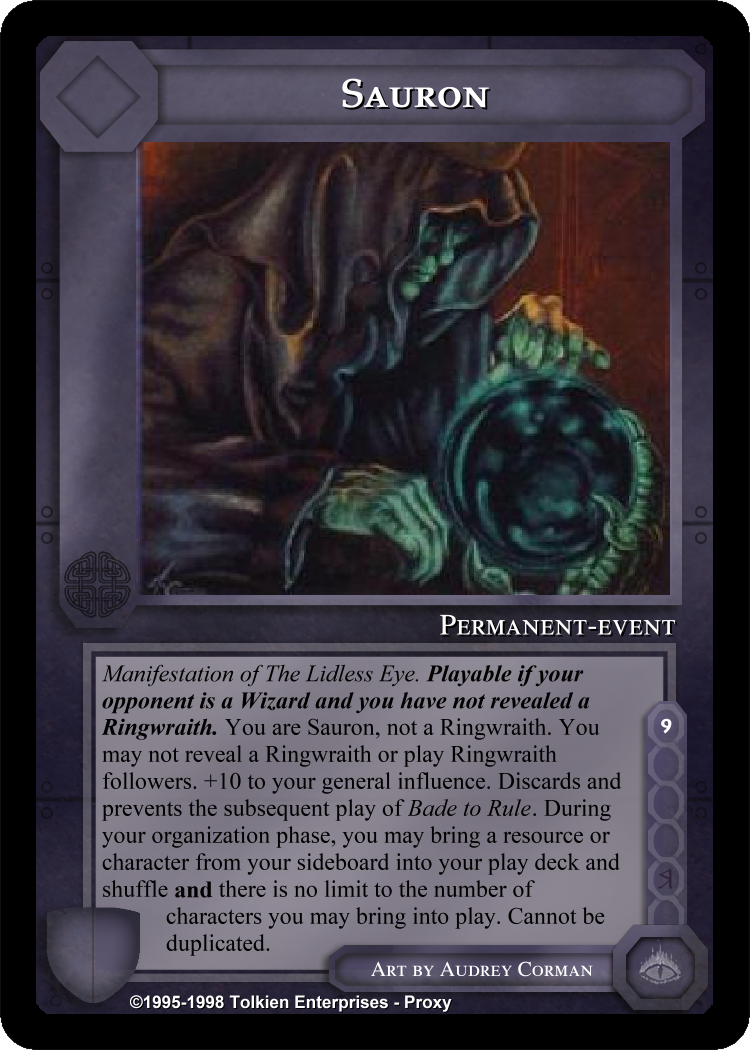 Sauron
Permanent-event
Manifestation of The Lidless Eye. Playable if your
opponent is a Wizard and you have not revealed a
Ringwraith. You are Sauron, not a Ringwraith. You
may not reveal a Ringwraith or play Ringwraith
followers. +10 to your general influence. Discards and
prevents the subsequent play of Bade to Rule. During
your organization phase, you may bring a resource or
character from your sideboard into your play deck and
shuffle and there is no limit to the number of
characters you may bring into play. Cannot be
duplicated.
9
Art by Audrey Corman
©1995-1998 Tolkien Enterprises - Proxy